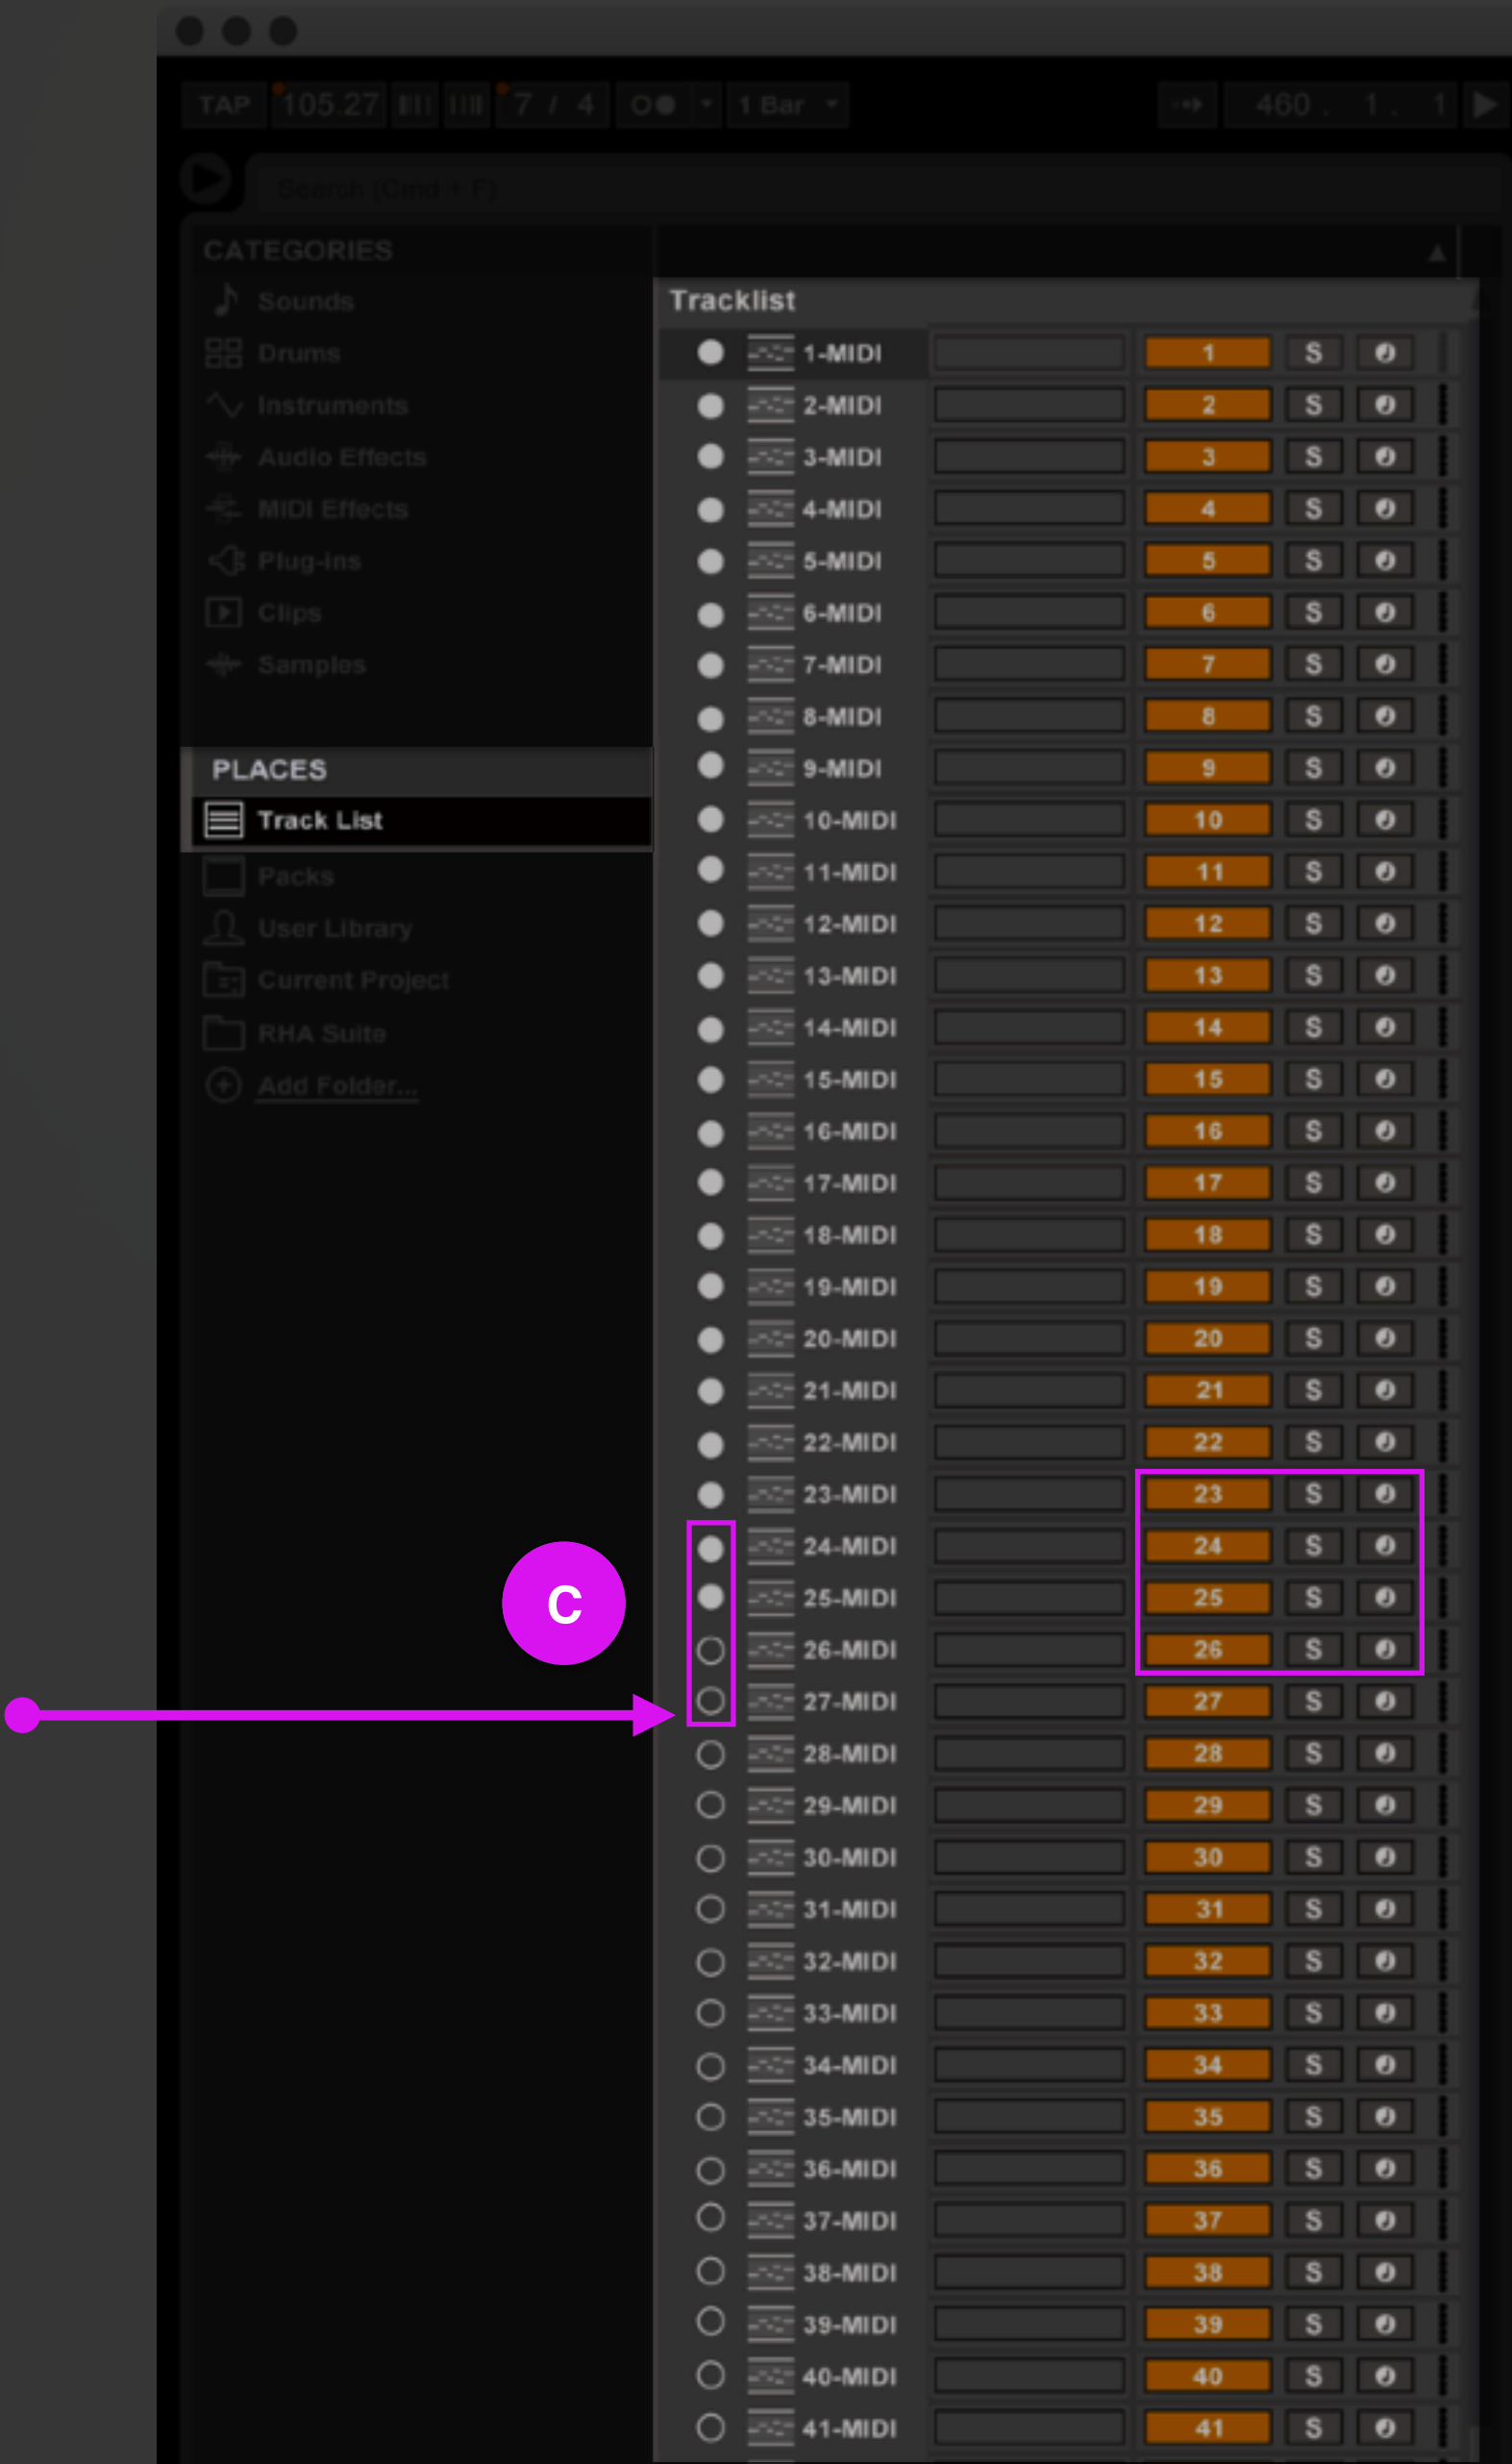 TAP 105.27 7 / 4 1 Bar 460 . 1 . 1
Search (Cmd + F)
CATEGORIES
Sounds
Drums
Instruments
Audio Effects
MIDI Effects
Plug-ins
Clips
Samples
PLACES
Track List
Packs
User Library
Current Project
RHA Suite
Add Folder...
Tracklist
1-MIDI 1 S
2-MIDI 2 S
3-MIDI 3 S
4-MIDI 4 S
5-MIDI 5 S
6-MIDI 6 S
7-MIDI 7 S
8-MIDI 8 S
9-MIDI 9 S
10-MIDI 10 S
11-MIDI 11 S
12-MIDI 12 S
13-MIDI 13 S
14-MIDI 14 S
15-MIDI 15 S
16-MIDI 16 S
17-MIDI 17 S
18-MIDI 18 S
19-MIDI 19 S
20-MIDI 20 S
21-MIDI 21 S
22-MIDI 22 S
23-MIDI 23 S
24-MIDI 24 S
C
25-MIDI 25 S
26-MIDI 26 S
27-MIDI 27 S
28-MIDI 28 S
29-MIDI 29 S
30-MIDI 30 S
31-MIDI 31 S
32-MIDI 32 S
33-MIDI 33 S
34-MIDI 34 S
35-MIDI 35 S
36-MIDI 36 S
37-MIDI 37 S
38-MIDI 38 S
39-MIDI 39 S
40-MIDI 40 S
41-MIDI 41 S